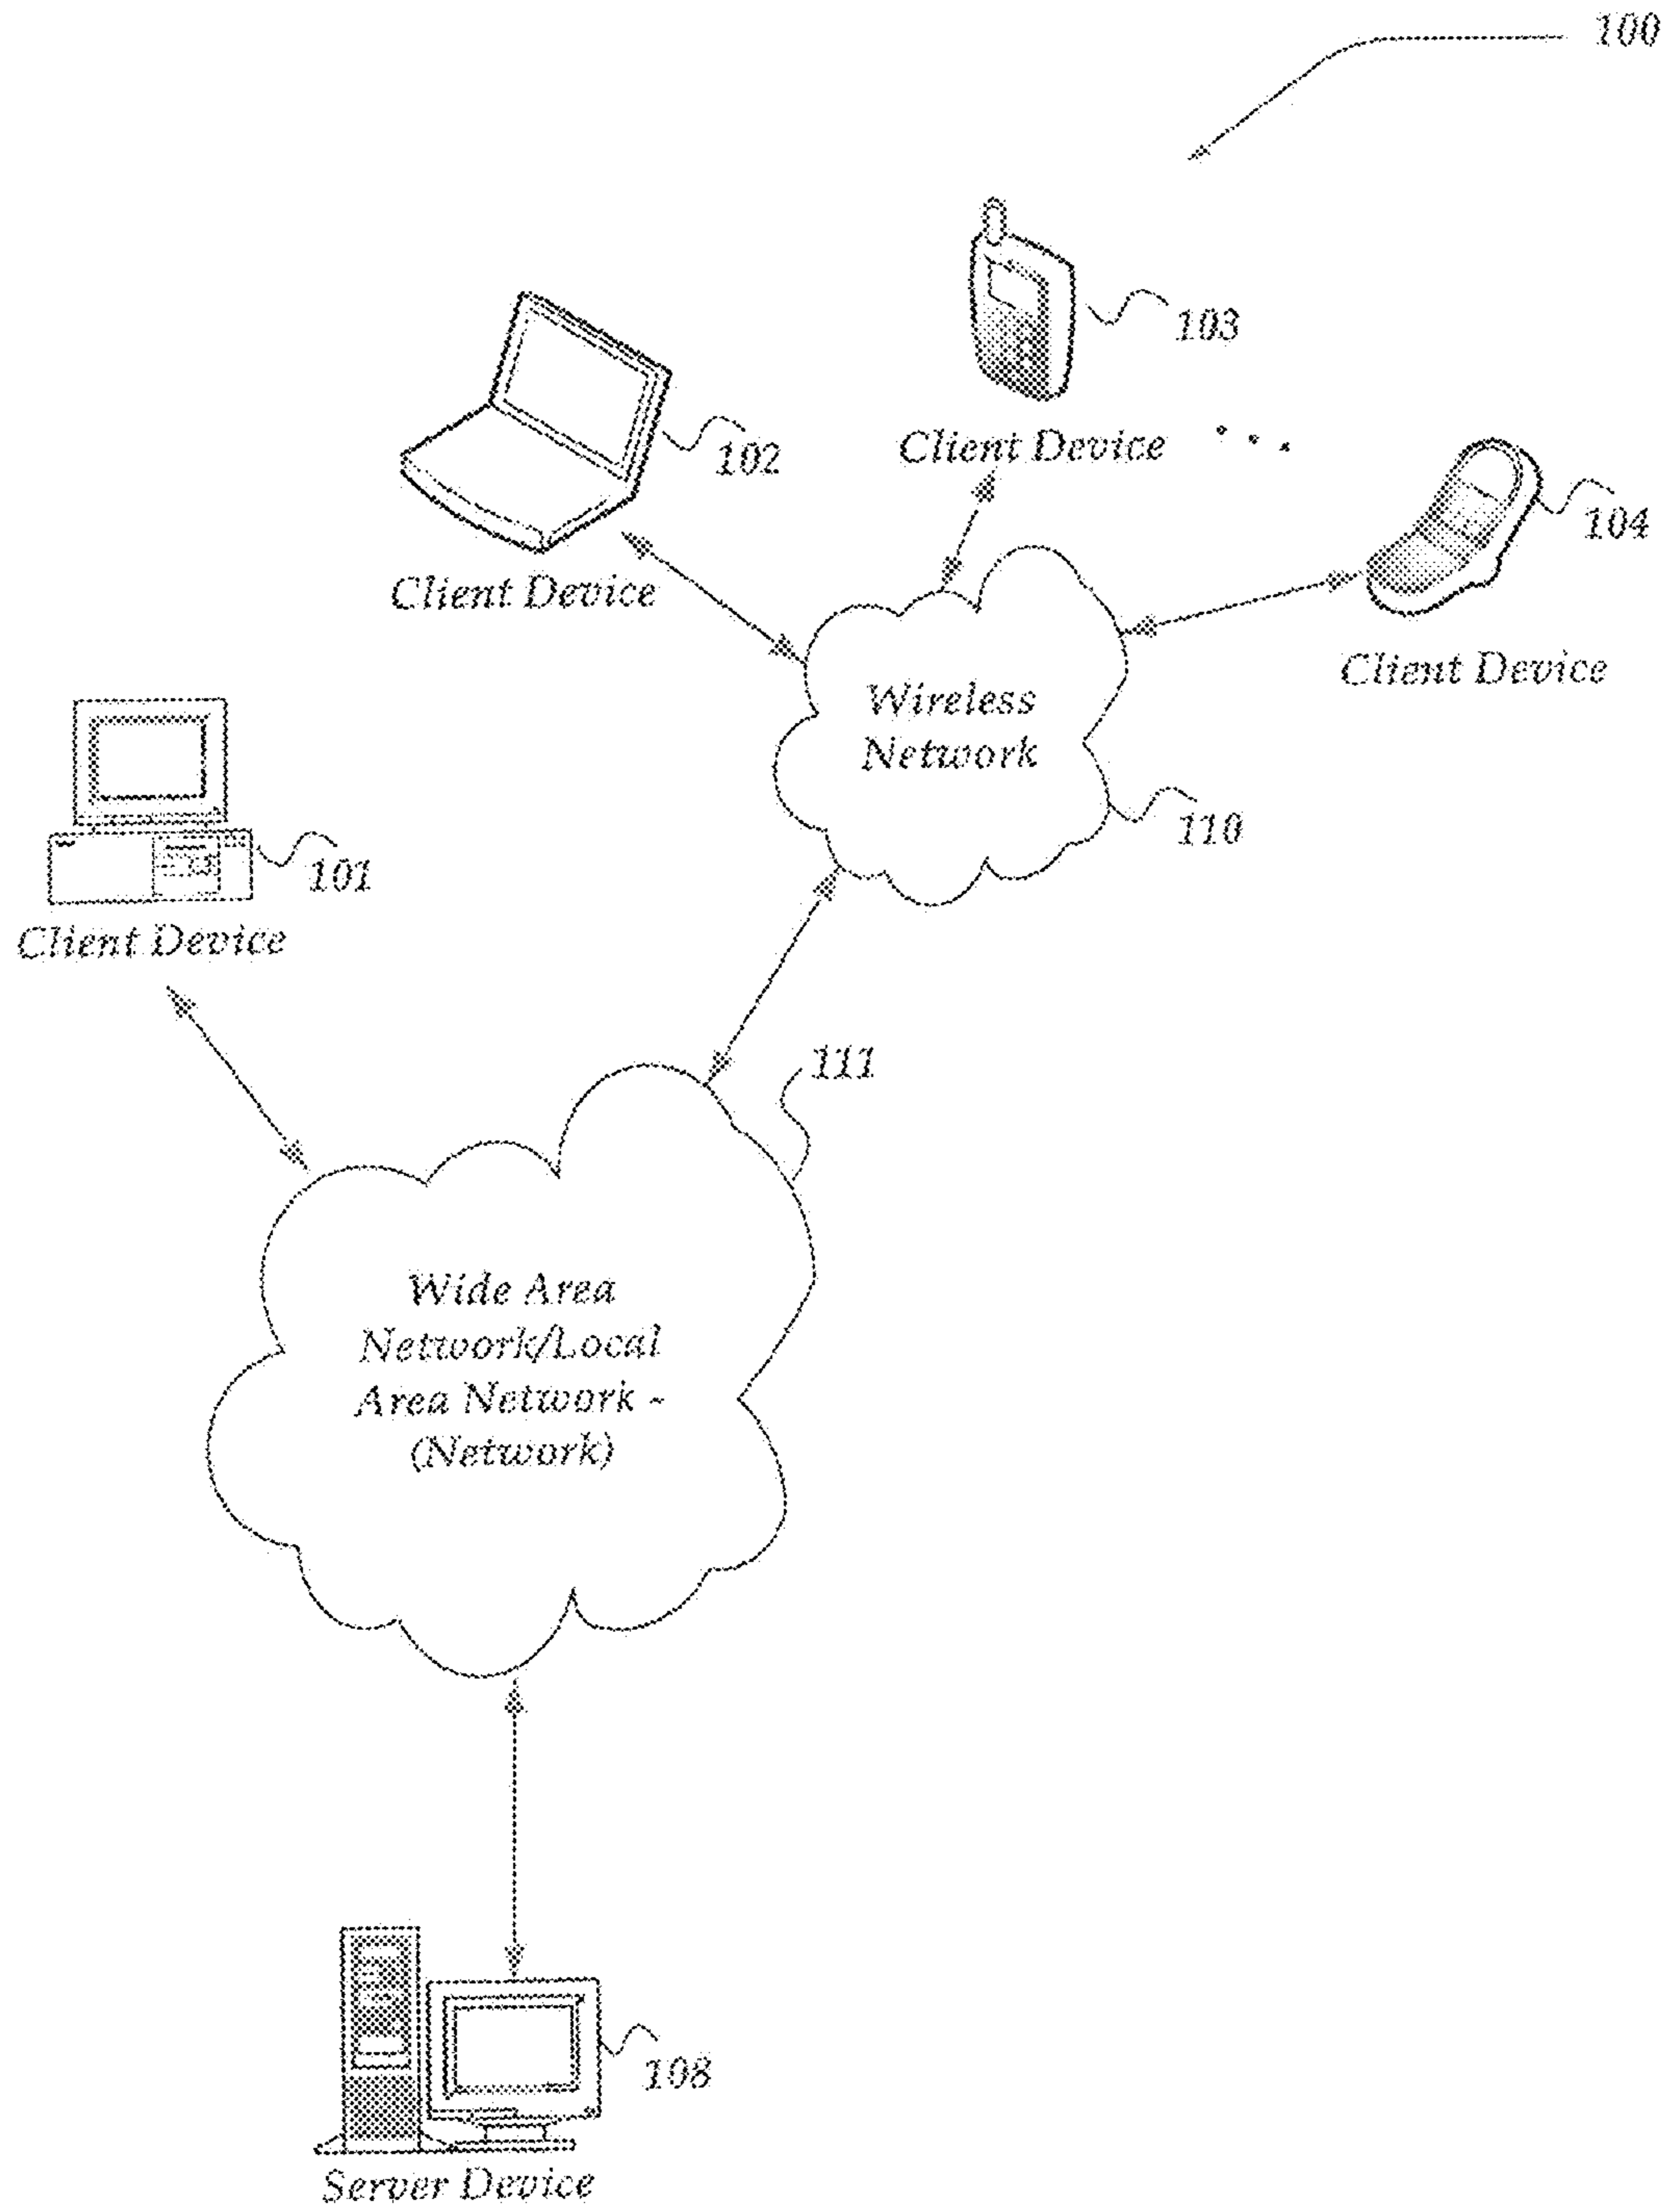 100
103
102
Client Device
104
Client Device
Client Device
Wireless
Network
110
101
Client Device
111
Wide Area
Network/Local
Area Network -
(Network)
108
Server Device